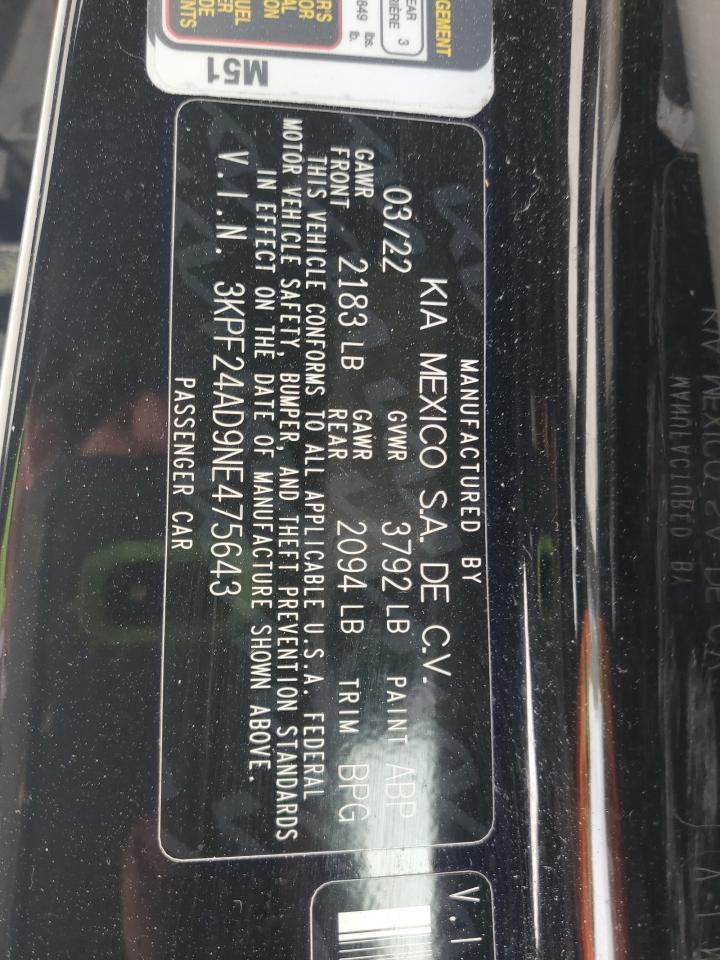 MANUFACTURED BY
KIA MEXICO S.A. DE C.V.
03/22 GVWR 3792 LB PAINT ABP
GAWR FRONT 2183 LB GAWR REAR 2094 LB TRIM BPG
THIS VEHICLE CONFORMS TO ALL APPLICABLE U.S.A. FEDERAL
MOTOR VEHICLE SAFETY, BUMPER, AND THEFT PREVENTION STANDARDS
IN EFFECT ON THE DATE OF MANUFACTURE SHOWN ABOVE.
V.I.N. 3KPF24AD9NE475643
PASSENGER CAR
M51
V.I